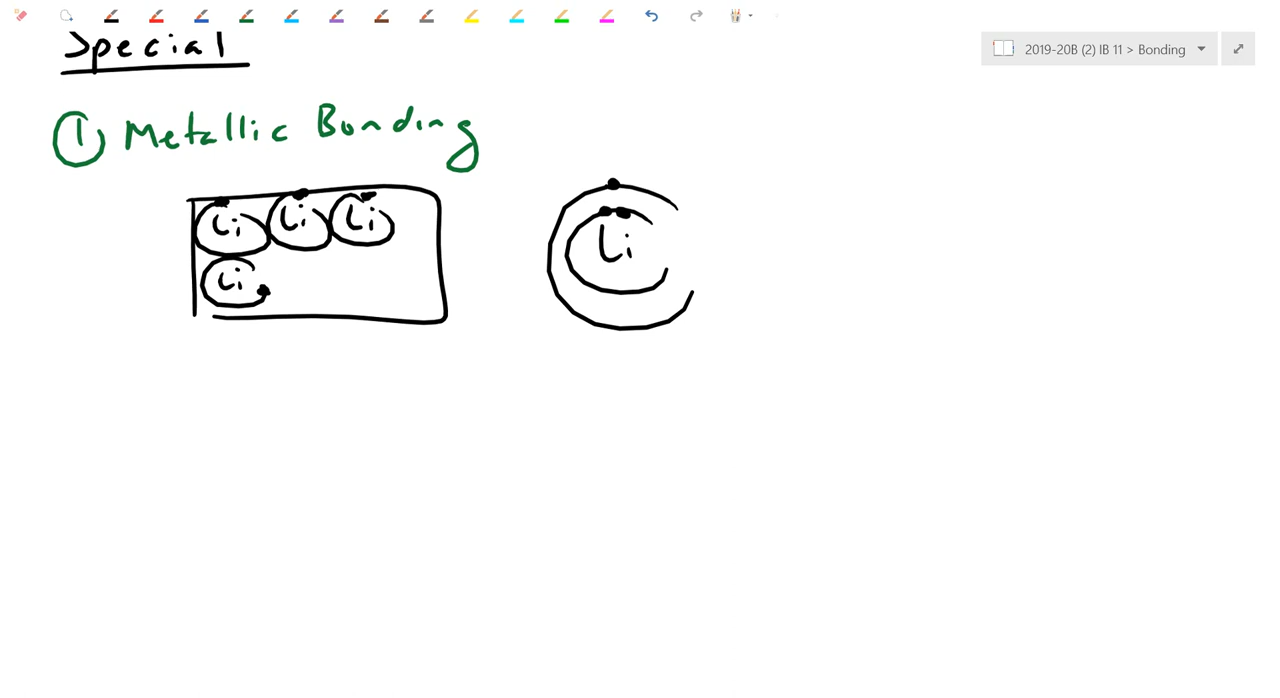 Special
2019-20B (2) IB 11 > Bonding
① Metallic Bonding
Li Li Li
Li
Li